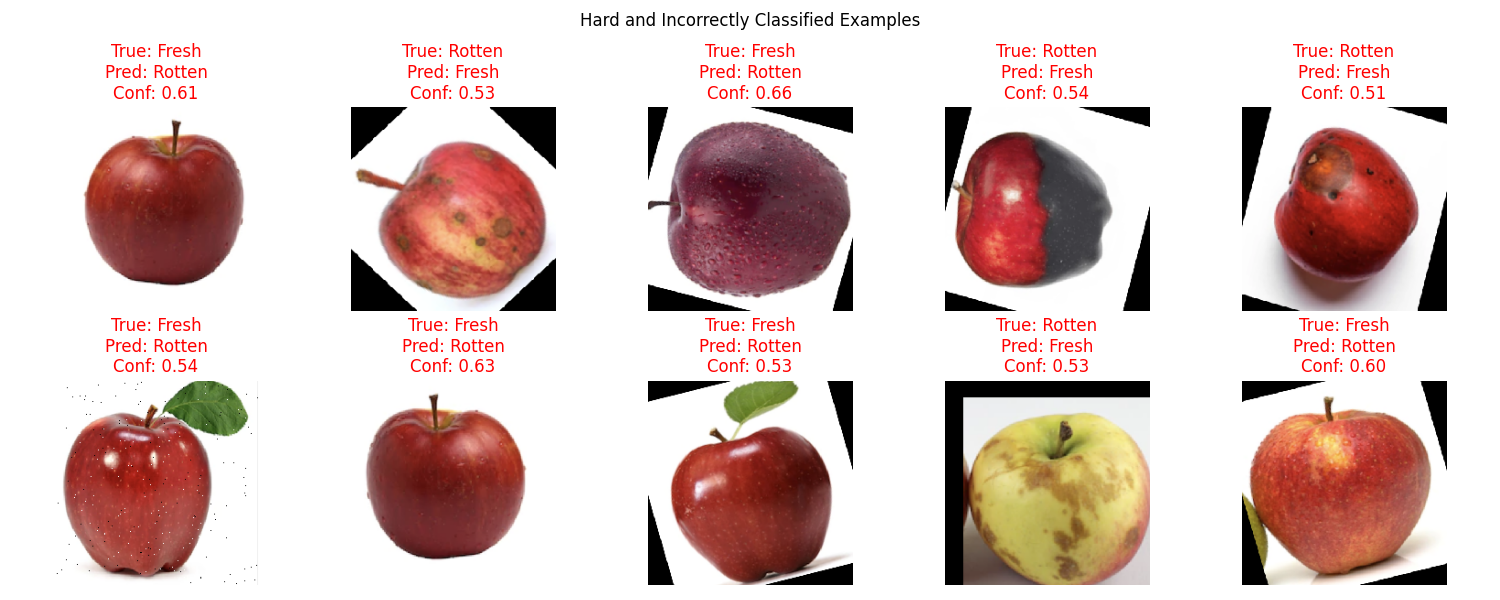 Hard and Incorrectly Classified Examples
True: Fresh
Pred: Rotten
Conf: 0.61
True: Rotten
Pred: Fresh
Conf: 0.53
True: Fresh
Pred: Rotten
Conf: 0.66
True: Rotten
Pred: Fresh
Conf: 0.54
True: Rotten
Pred: Fresh
Conf: 0.51
True: Fresh
Pred: Rotten
Conf: 0.54
True: Fresh
Pred: Rotten
Conf: 0.63
True: Fresh
Pred: Rotten
Conf: 0.53
True: Rotten
Pred: Fresh
Conf: 0.53
True: Fresh
Pred: Rotten
Conf: 0.60